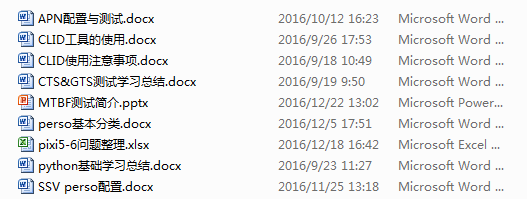 APN配置与测试.docx 2016/10/12 16:23 Microsoft Word ...
CLID工具的使用.docx 2016/9/26 17:53 Microsoft Word ...
CLID使用注意事项.docx 2016/9/18 10:49 Microsoft Word ...
CTS&GTS测试学习总结.docx 2016/9/19 9:50 Microsoft Word ...
MTBF测试简介.pptx 2016/12/22 13:02 Microsoft Power...
perso基本分类.docx 2016/12/5 17:51 Microsoft Word ...
pixi5-6问题整理.xlsx 2016/12/18 16:42 Microsoft Excel ...
python基础学习总结.docx 2016/9/23 11:27 Microsoft Word ...
SSV perso配置.docx 2016/11/25 13:18 Microsoft Word ...